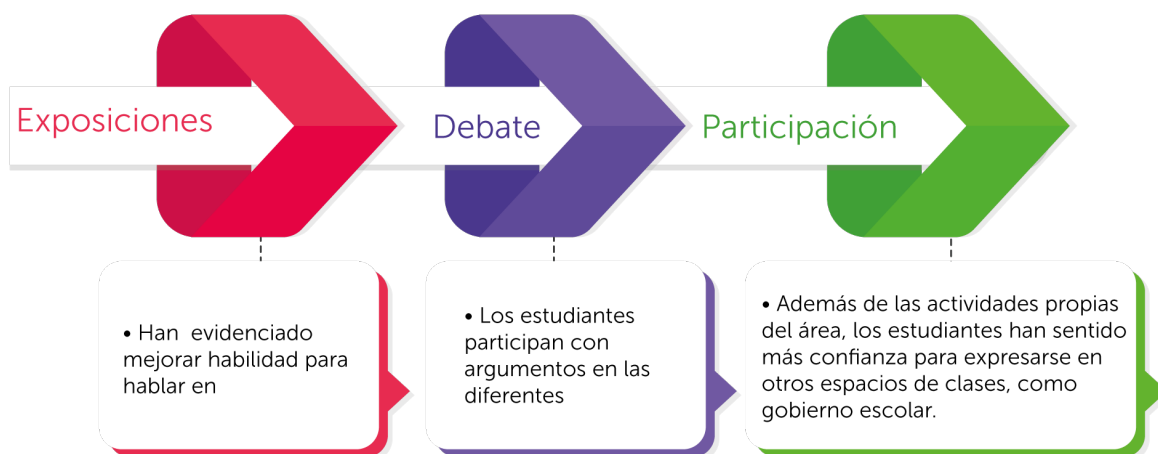 Exposiciones
Debate
Participación
• Han evidenciado
mejorar habilidad para
hablar en
• Los estudiantes
participan con
argumentos en las
diferentes
• Además de las actividades propias
del área, los estudiantes han sentido
más confianza para expresarse en
otros espacios de clases, como
gobierno escolar.